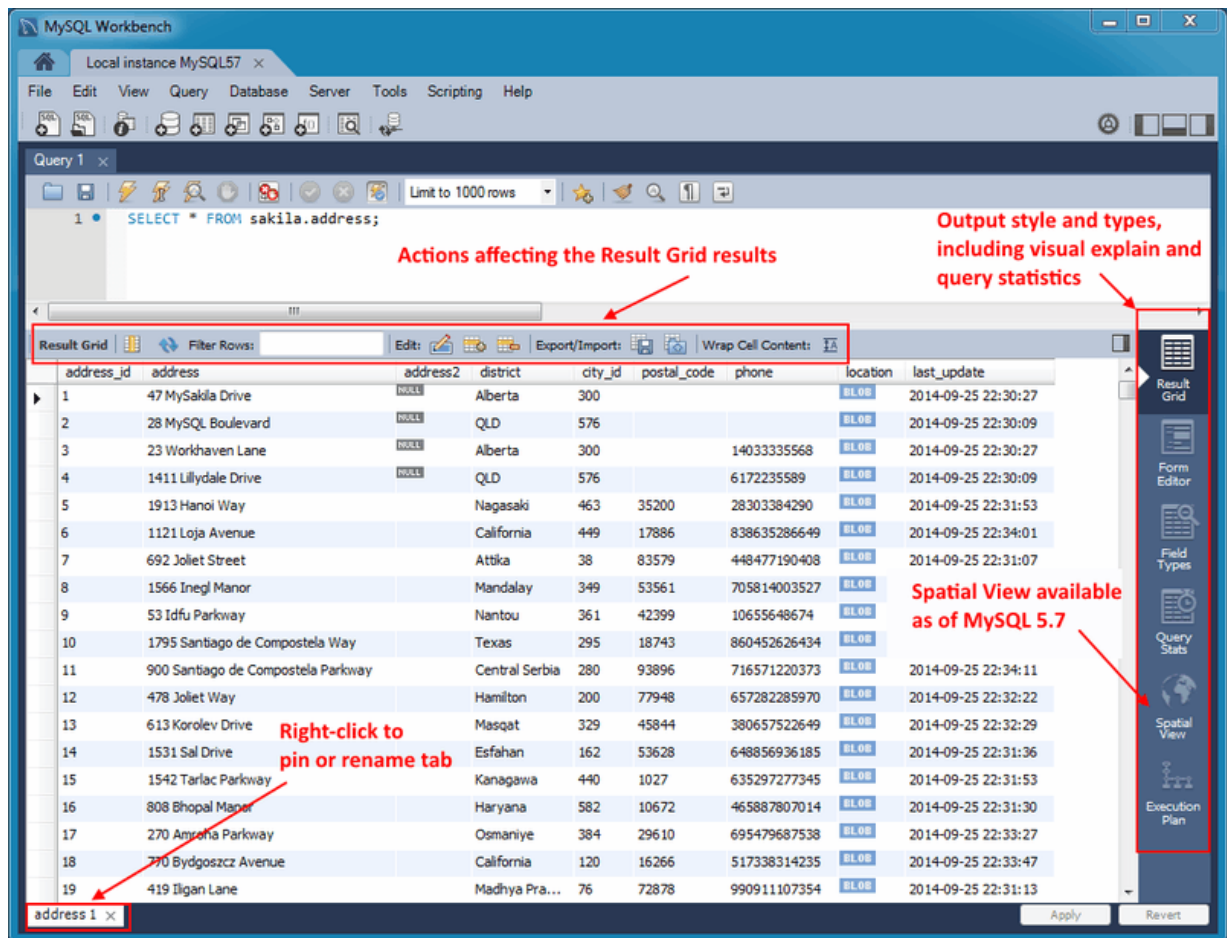 MySQL Workbench
Local instance MySQL57
File Edit View Query Database Server Tools Scripting Help
Query 1
Limit to 1000 rows
1 SELECT * FROM sakila.address;
Actions affecting the Result Grid results
Output style and types,
including visual explain and
query statistics
Result Grid Filter Rows: Edit: Export/Import: Wrap Cell Content:
address_id address address2 district city_id postal_code phone location last_update
1 47 MySakila Drive NULL Alberta 300 BLOB 2014-09-25 22:30:27
2 28 MySQL Boulevard NULL QLD 576 BLOB 2014-09-25 22:30:09
3 23 Workhaven Lane NULL Alberta 300 14033335568 BLOB 2014-09-25 22:30:27
4 1411 Lillydale Drive NULL QLD 576 6172235589 BLOB 2014-09-25 22:30:09
5 1913 Hanoi Way Nagasaki 463 35200 28303384290 BLOB 2014-09-25 22:31:53
6 1121 Loja Avenue California 449 17886 838635286649 BLOB 2014-09-25 22:34:01
7 692 Joliet Street Attika 38 83579 448477190408 BLOB 2014-09-25 22:31:07
8 1566 Inegl Manor Mandalay 349 53561 705814003527 BLOB
9 53 Idfu Parkway Nantou 361 42399 10655648674 BLOB
10 1795 Santiago de Compostela Way Texas 295 18743 860452626434 BLOB
11 900 Santiago de Compostela Parkway Central Serbia 280 93896 716571220373 BLOB 2014-09-25 22:34:11
12 478 Joliet Way Hamilton 200 77948 657282285970 BLOB 2014-09-25 22:32:22
13 613 Korolev Drive Masqat 329 45844 380657522649 BLOB 2014-09-25 22:32:29
14 1531 Sal Drive Esfahan 162 53628 648856936185 BLOB 2014-09-25 22:31:36
15 1542 Tarlac Parkway Kanagawa 440 1027 635297277345 BLOB 2014-09-25 22:31:53
16 808 Bhopal Manor Haryana 582 10672 465887807014 BLOB 2014-09-25 22:31:30
17 270 Amroha Parkway Osmaniye 384 29610 695479687538 BLOB 2014-09-25 22:33:27
18 770 Bydgoszcz Avenue California 120 16266 517338314235 BLOB 2014-09-25 22:33:47
19 419 Iligan Lane Madhya Pra... 76 72878 990911107354 BLOB 2014-09-25 22:31:13
Spatial View available
as of MySQL 5.7
Right-click to
pin or rename tab
Result
Grid
Form
Editor
Field
Types
Query
Stats
Spatial
View
Execution
Plan
address 1
Apply Revert